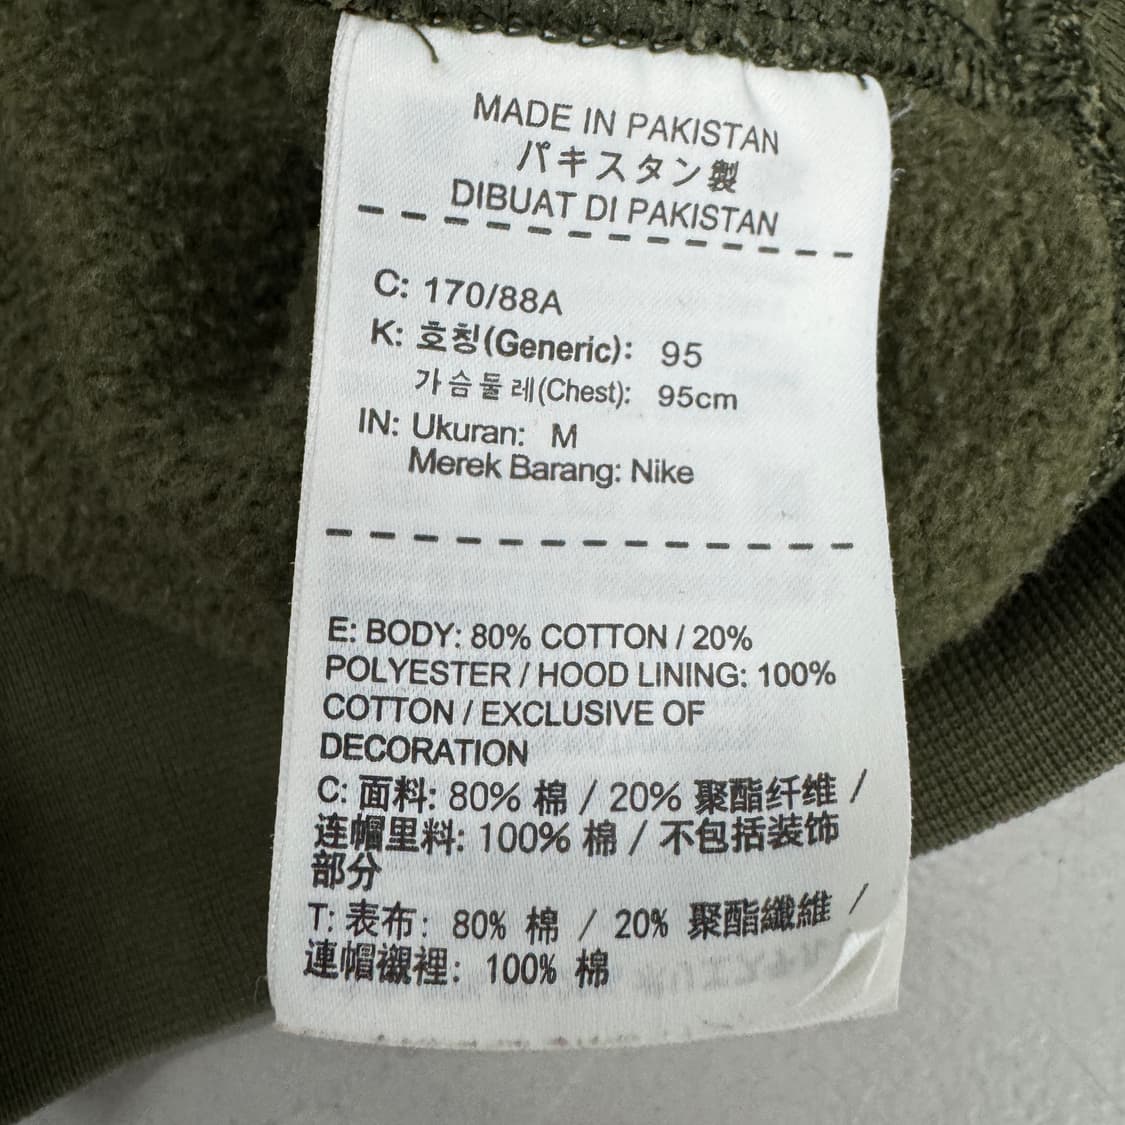 MADE IN PAKISTAN
パキスタン製
DIBUAT DI PAKISTAN
C: 170/88A
K: 호칭(Generic): 95
가슴둘레(Chest): 95cm
IN: Ukuran: M
Merek Barang: Nike
E: BODY: 80% COTTON / 20%
POLYESTER / HOOD LINING: 100%
COTTON / EXCLUSIVE OF
DECORATION
C: 面料: 80% 棉 / 20% 聚酯纤维 /
连帽里料: 100% 棉 / 不包括装饰
部分
T: 表布: 80% 棉 / 20% 聚酯纖維 /
連帽襯裡: 100% 棉